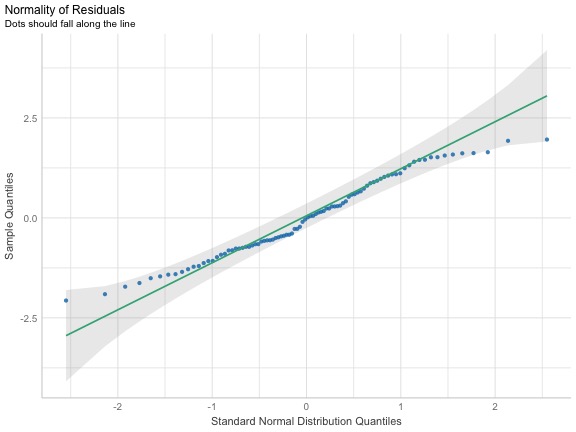 Normality of Residuals
Dots should fall along the line
2.5
0.0
-2.5
Sample Quantiles
-2
-1
0
1
2
Standard Normal Distribution Quantiles